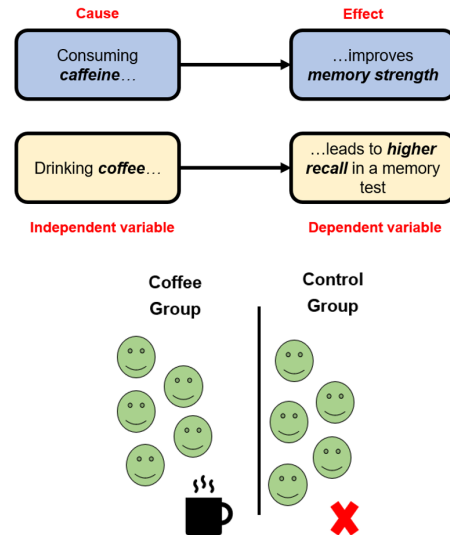 Cause
Effect
Consuming
caffeine…
…improves
memory strength
Drinking coffee…
…leads to higher
recall in a memory
test
Independent variable
Dependent variable
Coffee
Group
Control
Group